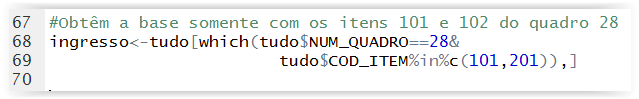 67 #Obtêm a base somente com os itens 101 e 102 do quadro 28
68 ingresso<-tudo[which(tudo$NUM_QUADRO==28&
69 tudo$COD_ITEM%in%c(101,201)),]
70